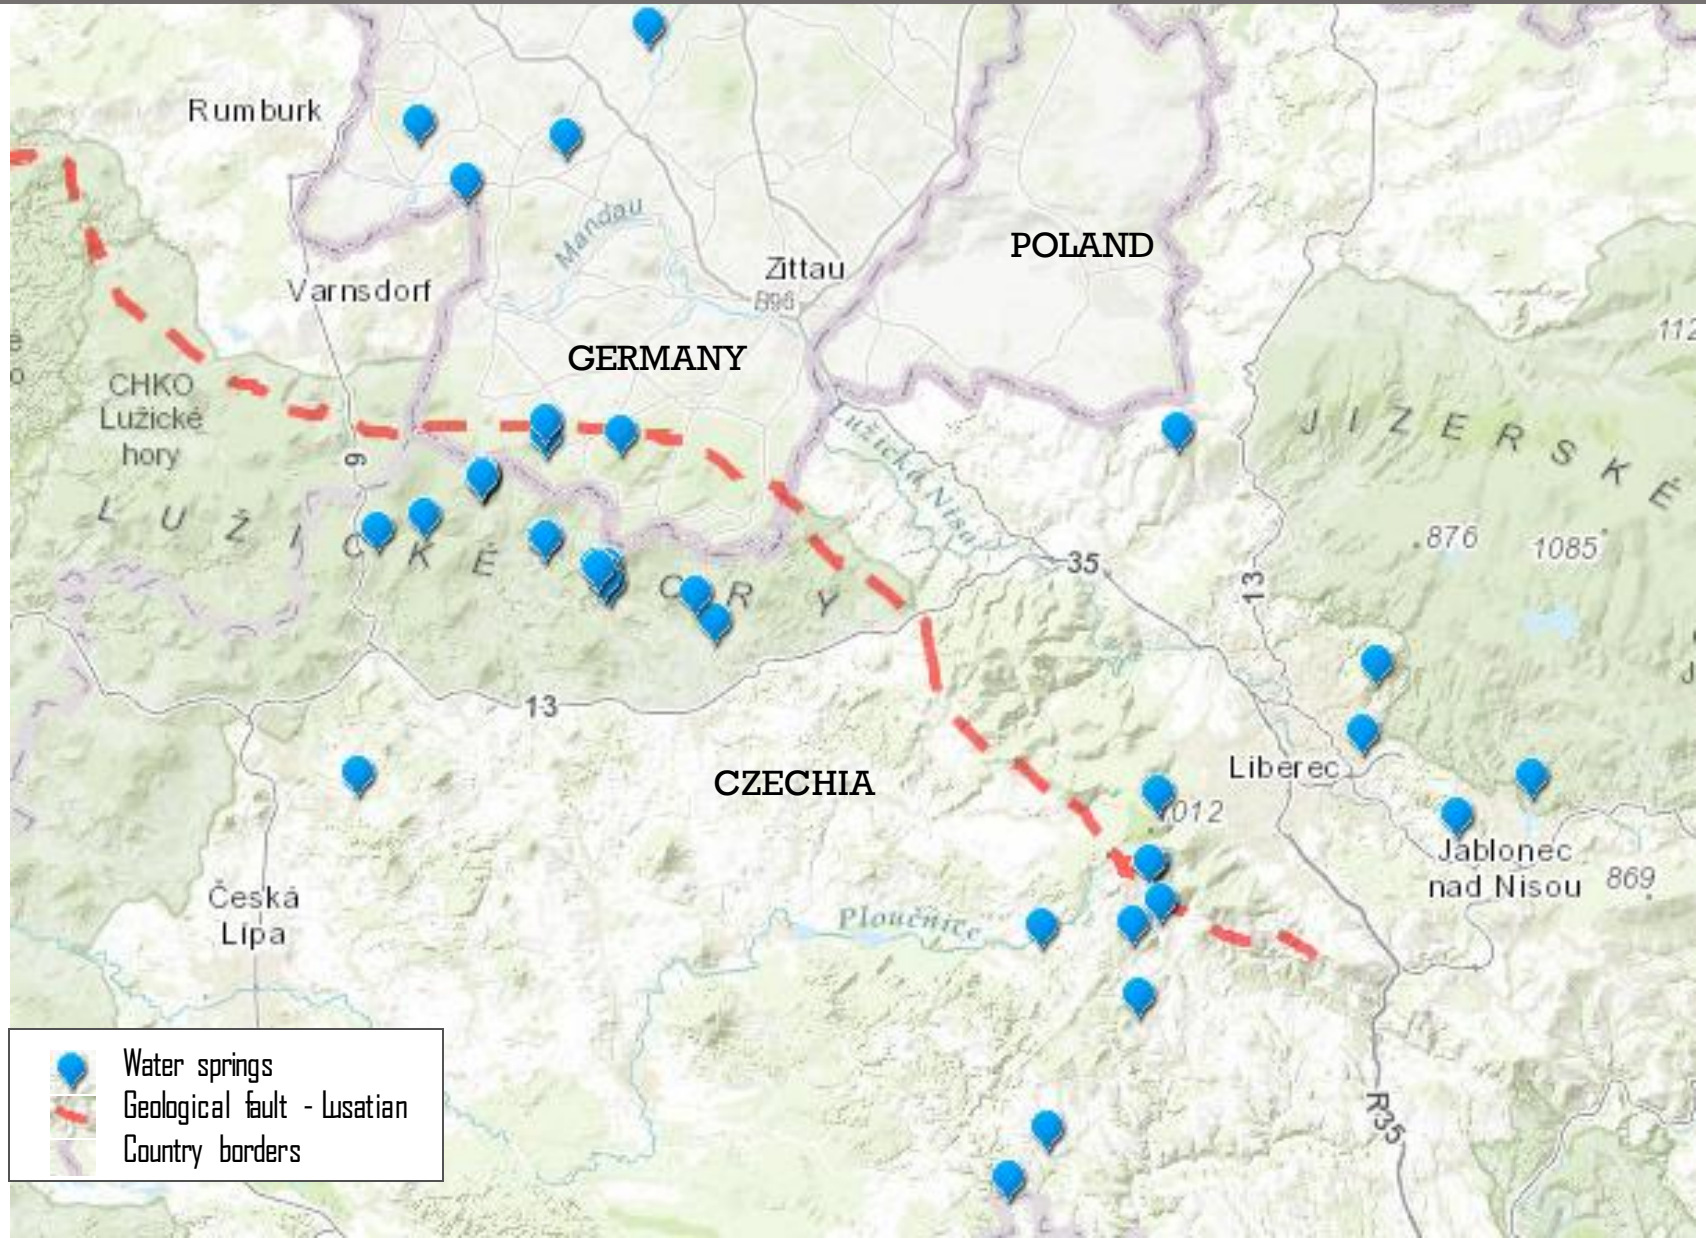 Rumburk
Mandau
POLAND
Zittau
B96
Varnsdorf
GERMANY
112
CHKO
Lužické
hory
9
Lužická Nisa
JIZERSKÉ
LUŽICKÉ
HORY
876
1085
35
13
13
CZECHIA
Liberec
1012
Jablonec
nad Nisou
869
Česká
Lípa
Ploučnice
R35
J
Water springs
Geological fault - Lusatian
Country borders